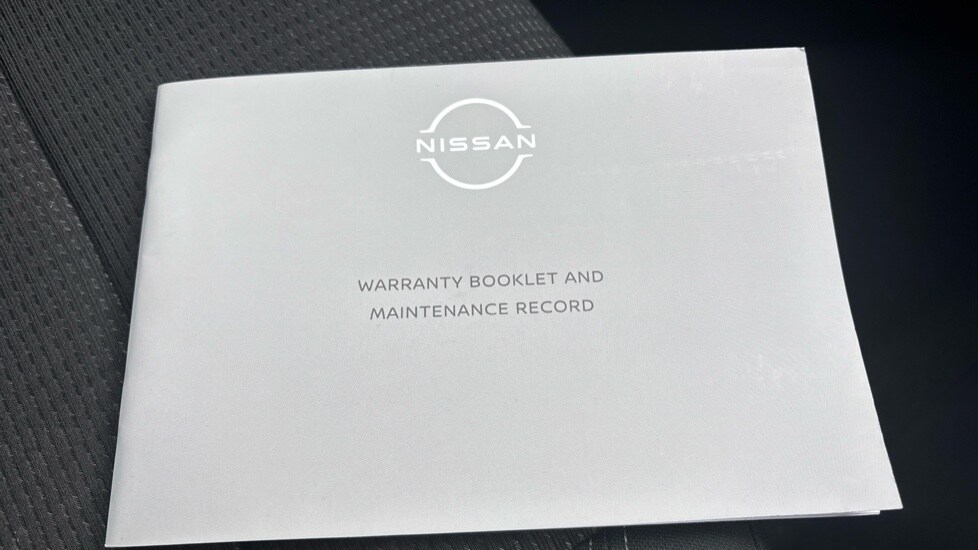 NISSAN
WARRANTY BOOKLET AND
MAINTENANCE RECORD